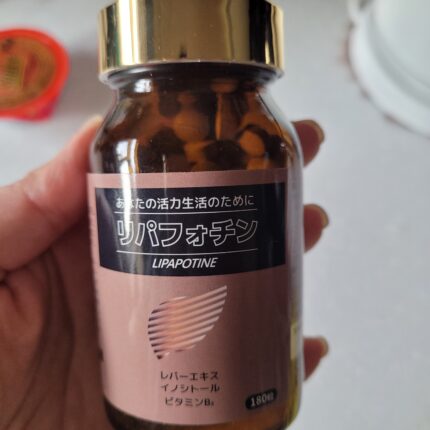 あなたの活力生活のために
リパフォチン
LIPAPOTINE
レバーエキス
イノシトール
ビタミンB₂
180粒